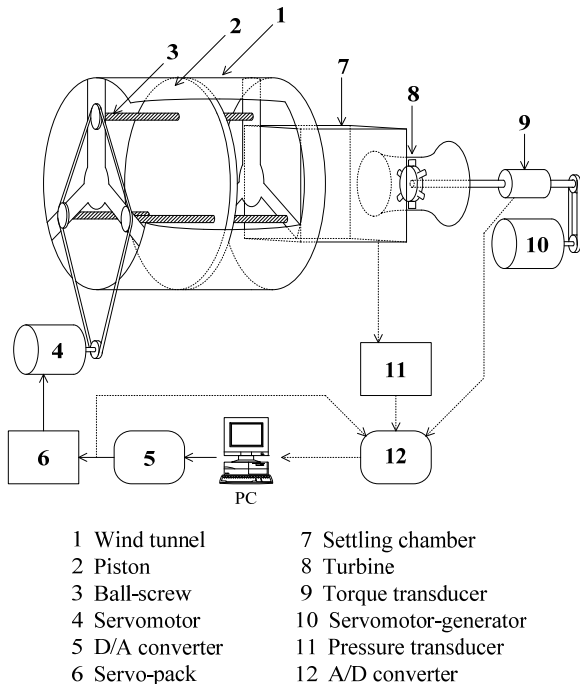 1
2
3
7
8
9
10
4
11
6
5
12
PC
1 Wind tunnel
2 Piston
3 Ball-screw
4 Servomotor
5 D/A converter
6 Servo-pack
7 Settling chamber
8 Turbine
9 Torque transducer
10 Servomotor-generator
11 Pressure transducer
12 A/D converter